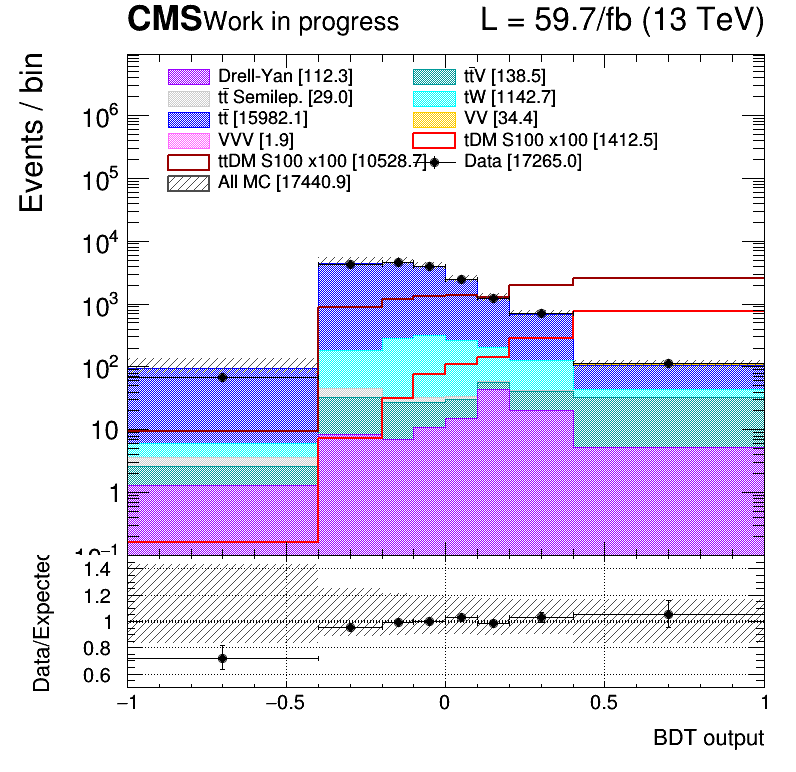 CMS Work in progress L = 59.7/fb (13 TeV)
Drell-Yan [112.3] tt̄V [138.5]
tt̄ Semilep. [29.0] tW [1142.7]
tt̄ [15982.1] VV [34.4]
VVV [1.9] tDM S100 x100 [1412.5]
ttDM S100 x100 [10528.7] Data [17265.0]
All MC [17440.9]
Events / bin
10⁶
10⁵
10⁴
10³
10²
10
1
10⁻¹
Data/Expected
1.4
1.2
1
0.8
0.6
−1 −0.5 0 0.5 1
BDT output